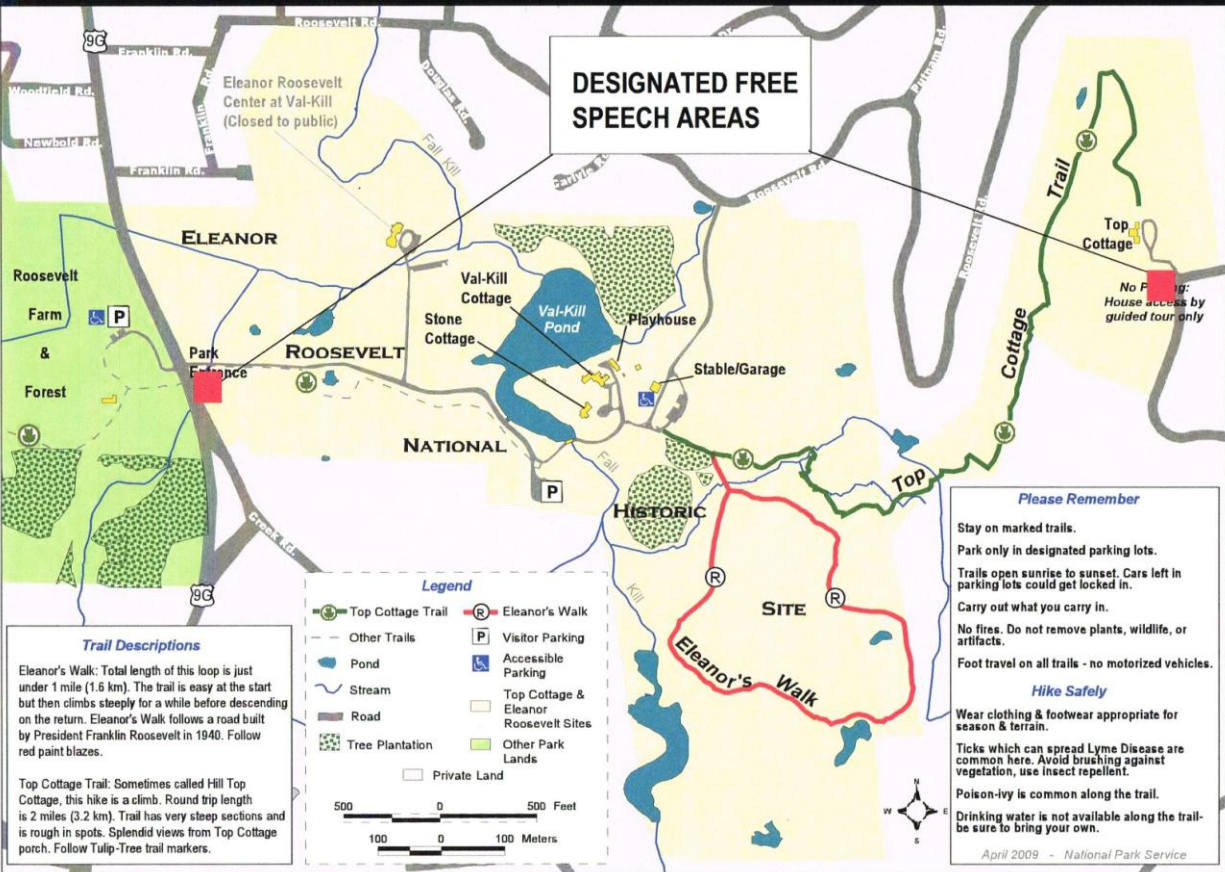 Roosevelt Rd.
9G
Franklin Rd.
Woodfield Rd.
Newbold Rd.
Franklin Rd.
Franklin Rd.
Eleanor Roosevelt
Center at Val-Kill
(Closed to public)
Douglas Rd.
Fall Kill
DESIGNATED FREE
SPEECH AREAS
Dr.
Putnam Rd.
Carlyle Rd.
Roosevelt Rd.
Roosevelt Rd.
Trail
Top
Cottage
No P ng:
House access by
guided tour only
ELEANOR
Roosevelt
Farm
&
Forest
P
Park
Entrance
ROOSEVELT
Val-Kill
Cottage
Stone
Cottage
Val-Kill
Pond
Playhouse
Stable/Garage
Cottage
NATIONAL
P
Fall
Top
HISTORIC
Creek Rd.
9G
Kill
R
R
SITE
Eleanor's Walk
Trail Descriptions
Eleanor's Walk: Total length of this loop is just
under 1 mile (1.6 km). The trail is easy at the start
but then climbs steeply for a while before descending
on the return. Eleanor's Walk follows a road built
by President Franklin Roosevelt in 1940. Follow
red paint blazes.
Top Cottage Trail: Sometimes called Hill Top
Cottage, this hike is a climb. Round trip length
is 2 miles (3.2 km). Trail has very steep sections and
is rough in spots. Splendid views from Top Cottage
porch. Follow Tulip-Tree trail markers.
Legend
Top Cottage Trail
Other Trails
Pond
Stream
Road
Tree Plantation
R Eleanor's Walk
P Visitor Parking
Accessible
Parking
Top Cottage &
Eleanor
Roosevelt Sites
Other Park
Lands
Private Land
500 0 500 Feet
100 0 100 Meters
N
W E
S
Please Remember
Stay on marked trails.
Park only in designated parking lots.
Trails open sunrise to sunset. Cars left in
parking lots could get locked in.
Carry out what you carry in.
No fires. Do not remove plants, wildlife, or
artifacts.
Foot travel on all trails - no motorized vehicles.
Hike Safely
Wear clothing & footwear appropriate for
season & terrain.
Ticks which can spread Lyme Disease are
common here. Avoid brushing against
vegetation, use insect repellent.
Poison-ivy is common along the trail.
Drinking water is not available along the trail-
be sure to bring your own.
April 2009 - National Park Service